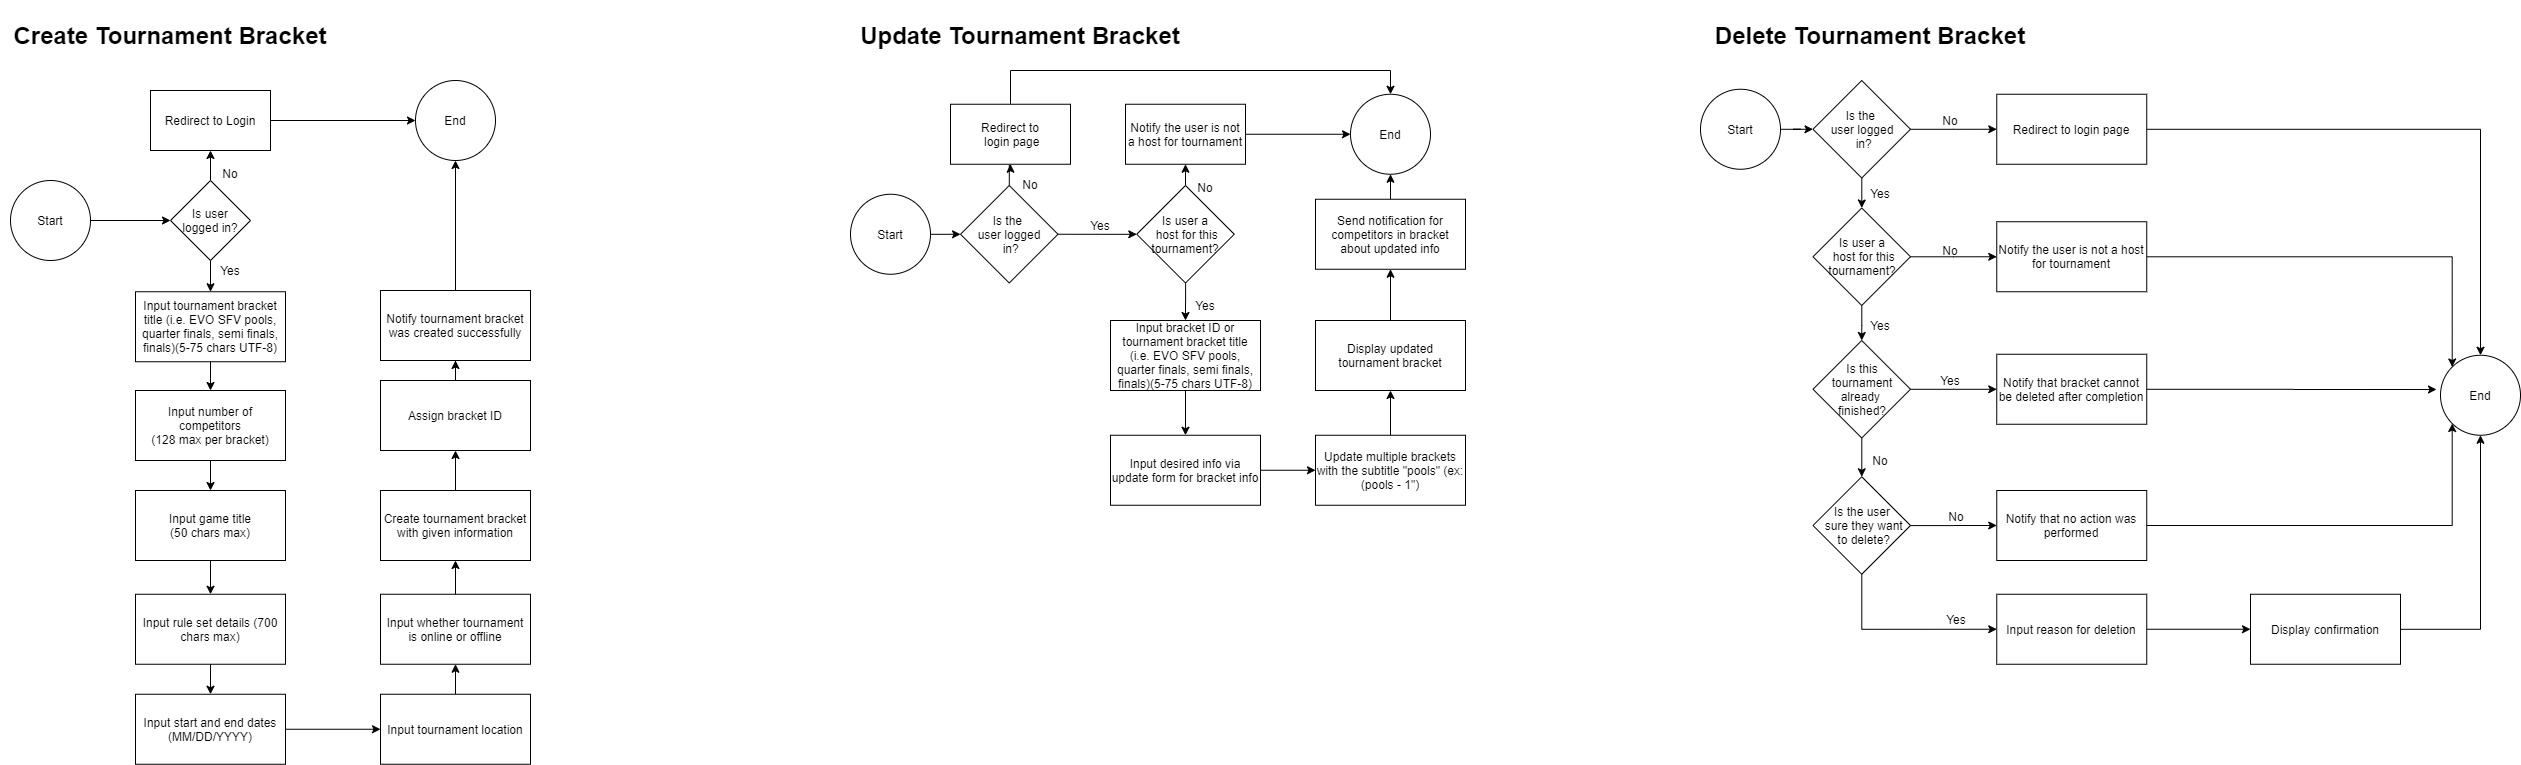 Create Tournament Bracket
Redirect to Login
End
No
Start
Is user
logged in?
Yes
Input tournament bracket
title (i.e. EVO SFV pools,
quarter finals, semi finals,
finals)(5-75 chars UTF-8)
Input number of
competitors
(128 max per bracket)
Input game title
(50 chars max)
Input rule set details (700
chars max)
Input start and end dates
(MM/DD/YYYY)
Input tournament location
Input whether tournament
is online or offline
Create tournament bracket
with given information
Assign bracket ID
Notify tournament bracket
was created successfully
Update Tournament Bracket
Redirect to
login page
Notify the user is not
a host for tournament
End
No
No
Start
Is the
user logged
in?
Yes
Is user a
host for this
tournament?
Yes
Input bracket ID or
tournament bracket title
(i.e. EVO SFV pools,
quarter finals, semi finals,
finals)(5-75 chars UTF-8)
Input desired info via
update form for bracket info
Update multiple brackets
with the subtitle "pools" (ex:
(pools - 1")
Display updated
tournament bracket
Send notification for
competitors in bracket
about updated info
Delete Tournament Bracket
Start
Is the
user logged
in?
No
Redirect to login page
Yes
Is user a
host for this
tournament?
No
Notify the user is not a host
for tournament
Yes
Is this
tournament
already
finished?
Yes
Notify that bracket cannot
be deleted after completion
End
No
Is the user
sure they want
to delete?
No
Notify that no action was
performed
Yes
Input reason for deletion
Display confirmation